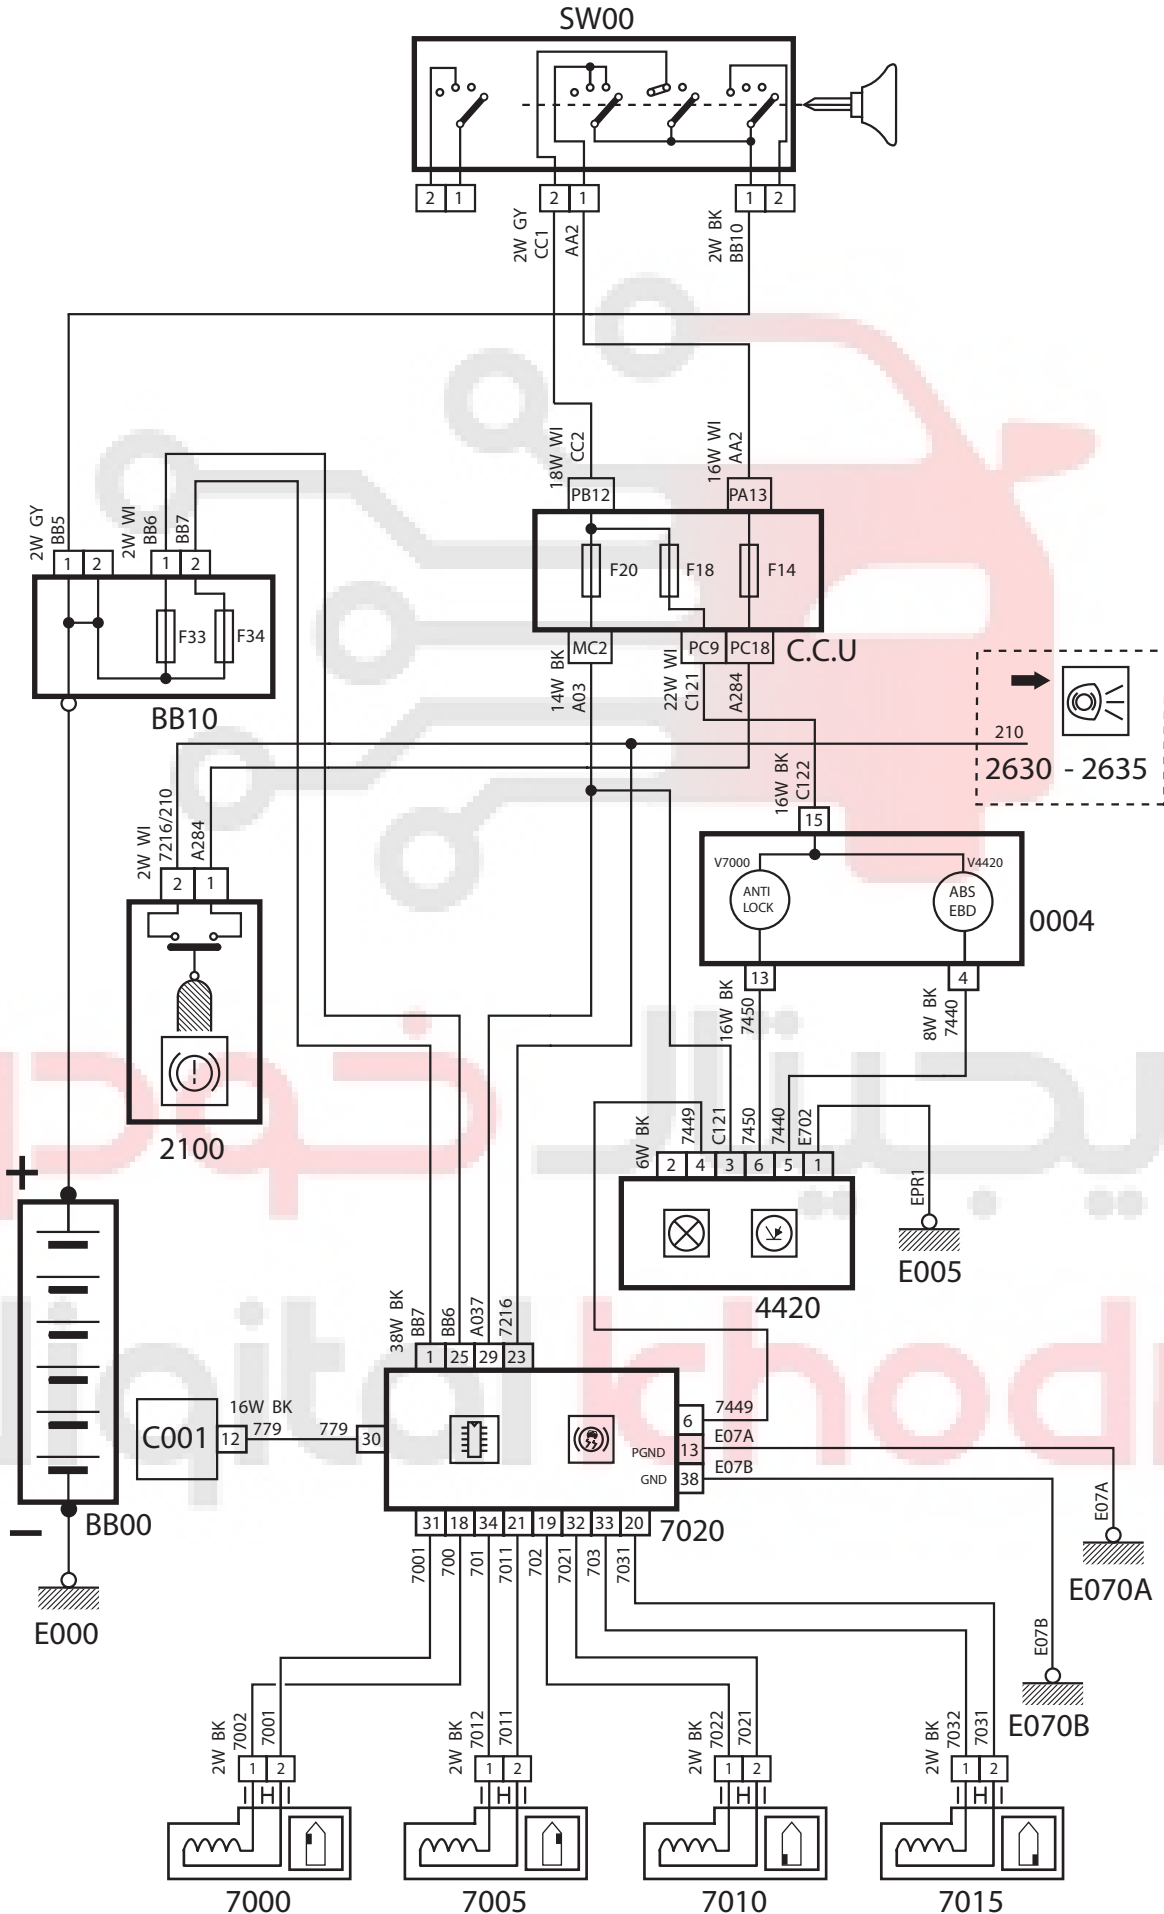 SW00
2 1
2 1
1 2
2W GY
CC1
AA2
2W BK
BB10
18W WI
CC2
16W WI
AA2
PB12
PA13
2W GY
BB5
2W WI
BB6
BB7
1 2
1 2
F20
F18
F14
F33
F34
MC2
PC9
PC18
C.C.U
BB10
14W BK
A03
22W WI
C121
A284
210
2630 - 2635
16W BK
C122
15
2W WI
7216/210
A284
2 1
V7000
V4420
ANTI
LOCK
ABS
EBD
0004
13
4
16W BK
7450
8W BK
7440
2100
6W BK
7449
C121
7450
7440
E702
2 4 3 6 5 1
EPR1
E005
4420
+
38W BK
BB7
BB6
A037
7216
1 25 29 23
C001
12
16W BK
779
779
30
6
7449
PGND
13
E07A
GND
38
E07B
BB00
–
31 18 34 21 19 32 33 20
7020
7001
700
701
7011
702
7021
703
7031
E07A
E070A
E000
E07B
E070B
2W BK
7002
7001
2W BK
7012
7011
2W BK
7022
7021
2W BK
7032
7031
1 2
1 2
1 2
1 2
H
H
H
H
7000
7005
7010
7015
دیجیتال خودرو
digital khodro